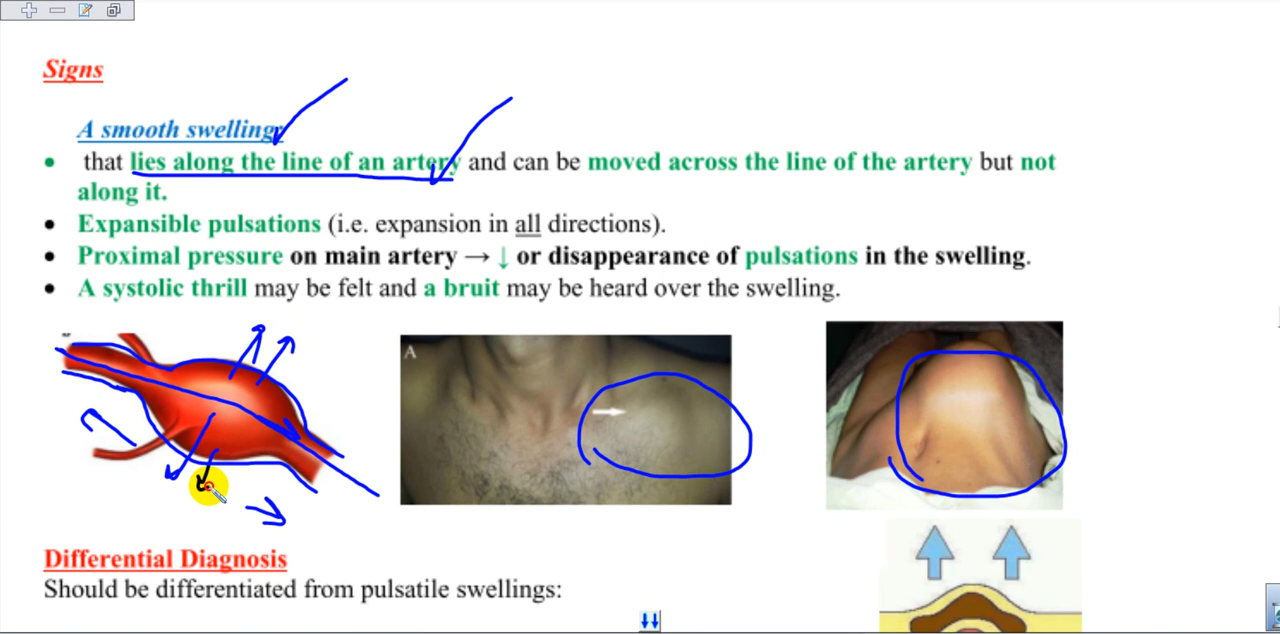 Signs
A smooth swelling:
• that lies along the line of an artery and can be moved across the line of the artery but not
along it.
• Expansible pulsations (i.e. expansion in all directions).
• Proximal pressure on main artery → ↓ or disappearance of pulsations in the swelling.
• A systolic thrill may be felt and a bruit may be heard over the swelling.
A
Differential Diagnosis
Should be differentiated from pulsatile swellings: